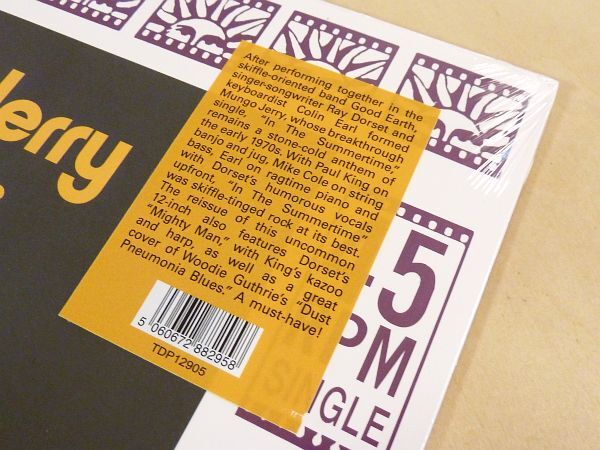 After performing together in the
skiffle-oriented band Good Earth,
singer-songwriter Ray Dorset and
keyboardist Colin Earl formed
Mungo Jerry, whose breakthrough
single, "In The Summertime,"
remains a stone-cold anthem of
the early 1970s. With Paul King on
banjo and jug, Mike Cole on string
bass, Earl on ragtime piano and
with Dorset's humorous vocals
upfront, "In The Summertime"
was skiffle-tinged rock at its best.
The reissue of this uncommon
12-inch also features Dorset's
"Mighty Man," with King's kazoo
and harp, as well as a great
cover of Woodie Guthrie's "Dust
Pneumonia Blues." A must-have!
5 060672 882958
TDP12905
Jerry
5
PM
SINGLE